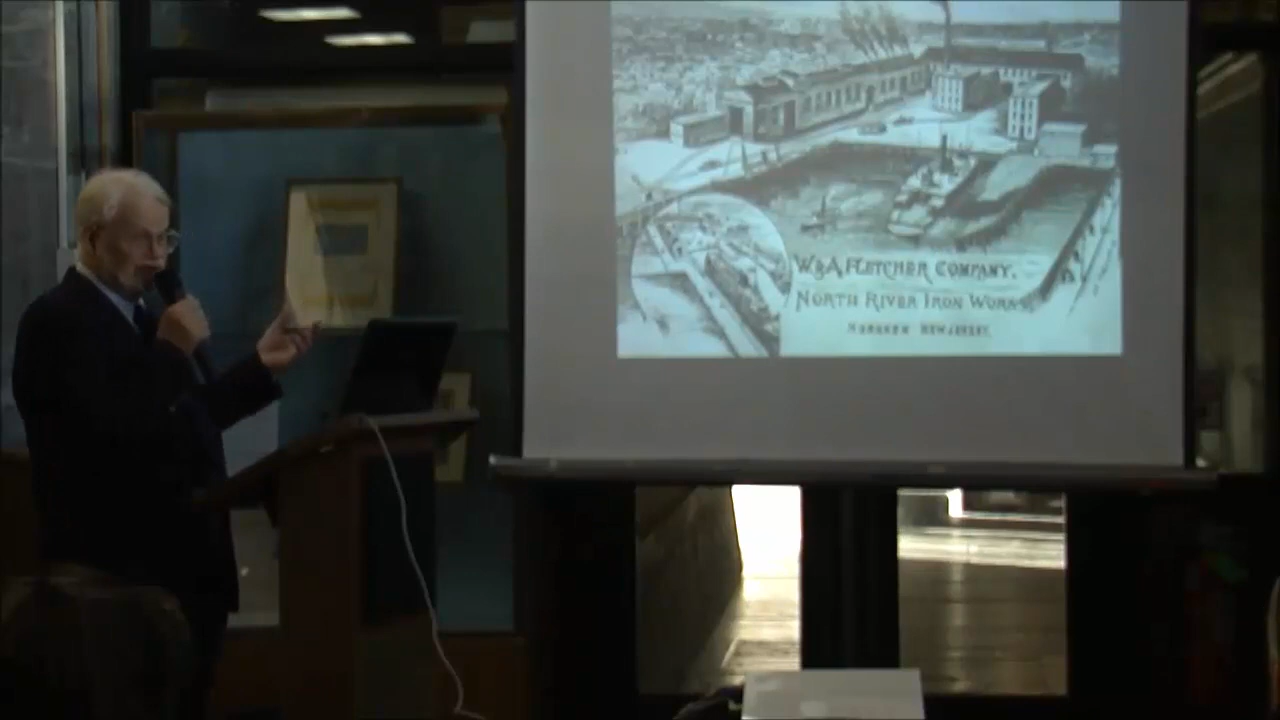 W. & A. FLETCHER COMPANY.
NORTH RIVER IRON WORKS
HOBOKEN NEW JERSEY.